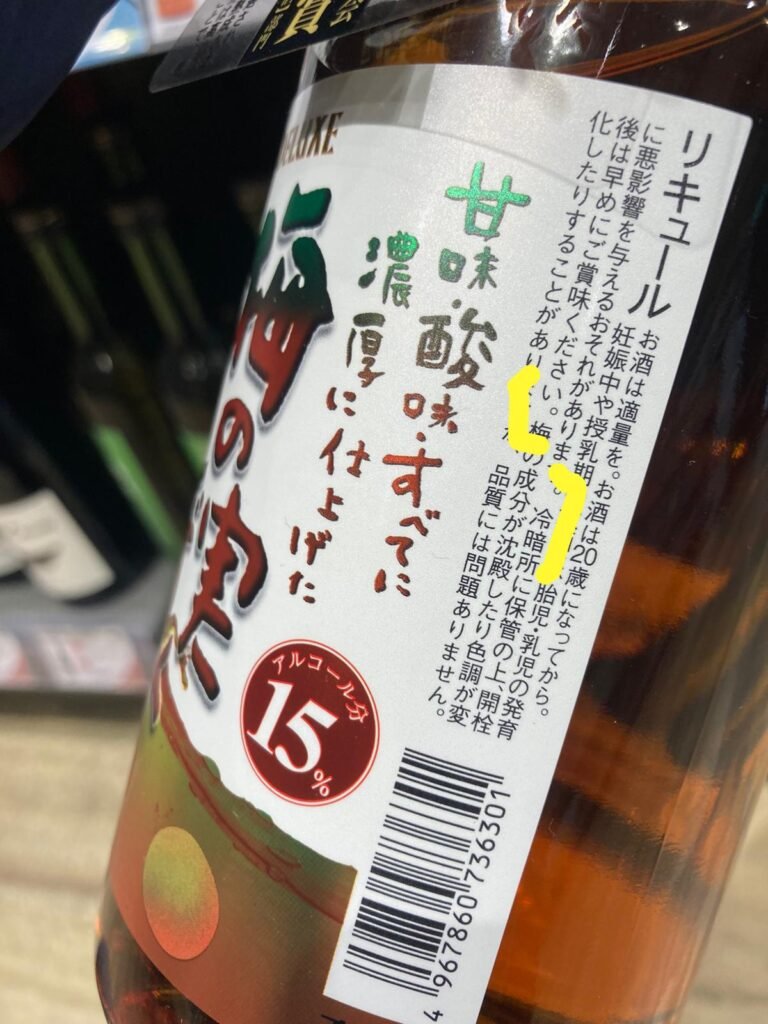 リキュール
お酒は適量を。お酒は20歳になってから。
妊娠中や授乳期 胎児・乳児の発育
に悪影響を与えるおそれがあります 冷暗所に保管の上、開栓
後は早めにご賞味ください。梅の成分が沈殿したり色調が変
化したりすることがあり 品質には問題ありません。
甘味・酸味・すべてに
濃厚に仕上げた
梅の実
アルコール分
15%
4 967860 736301
賞